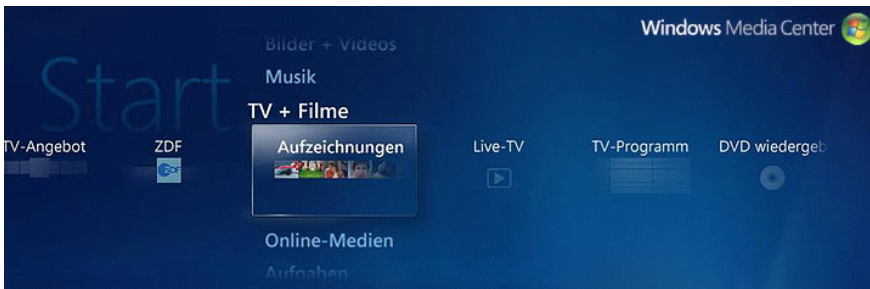 Windows Media Center
Start
Bilder + Videos
Musik
TV + Filme
TV-Angebot
ZDF
Aufzeichnungen
Live-TV
TV-Programm
DVD wiedergeb
Online-Medien
Aufgaben